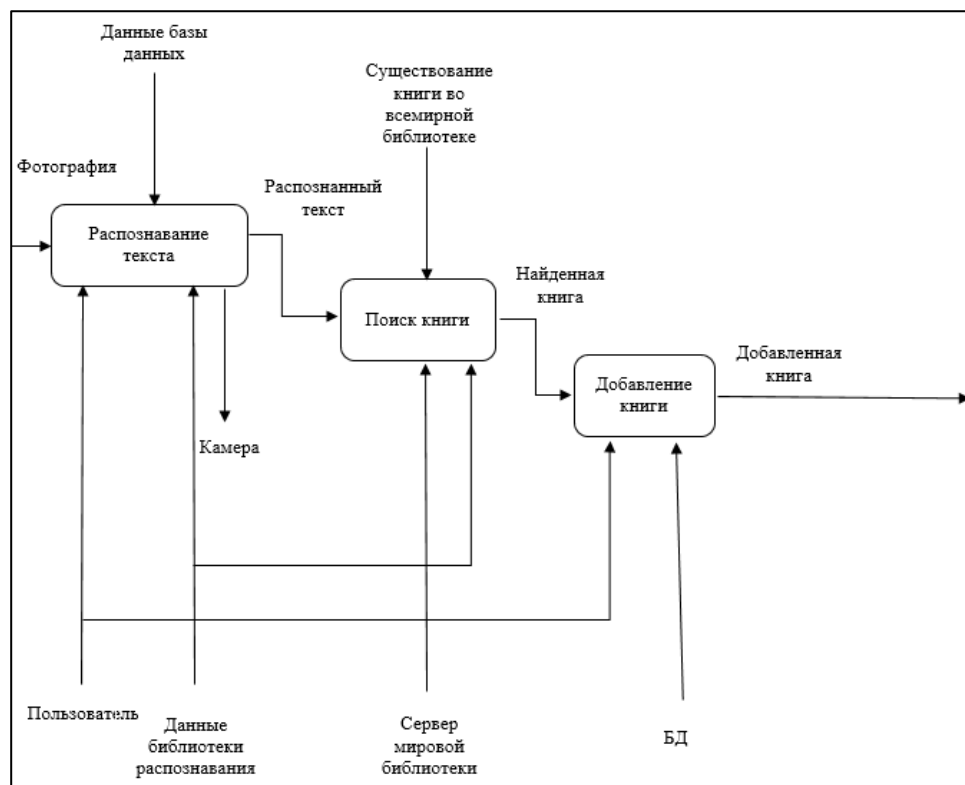 Данные базы
данных
Существование
книги во
всемирной
библиотеке
Фотография
Распознанный
текст
Распознавание
текста
Найденная
книга
Поиск книги
Добавленная
книга
Добавление
книги
Камера
Пользователь
Данные
библиотеки
распознавания
Сервер
мировой
библиотеки
БД